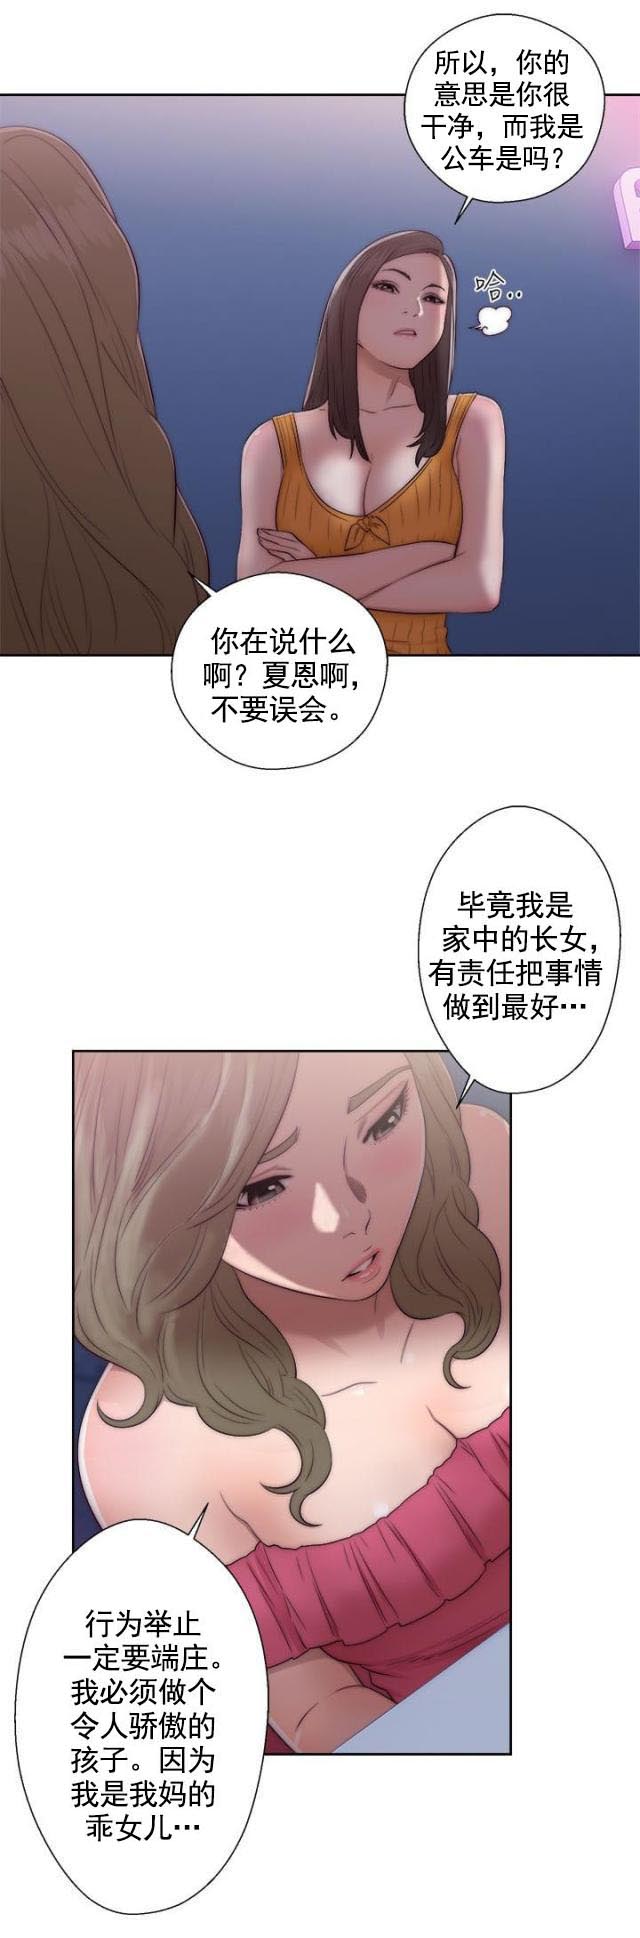 所以，你的
意思是你很
干净，而我是
公车是吗？
哈..
你在说什么
啊？夏恩啊，
不要误会。
毕竟我是
家中的长女，
有责任把事情
做到最好…
行为举止
一定要端庄。
我必须做个
令人骄傲的
孩子。因为
我是我妈的
乖女儿…